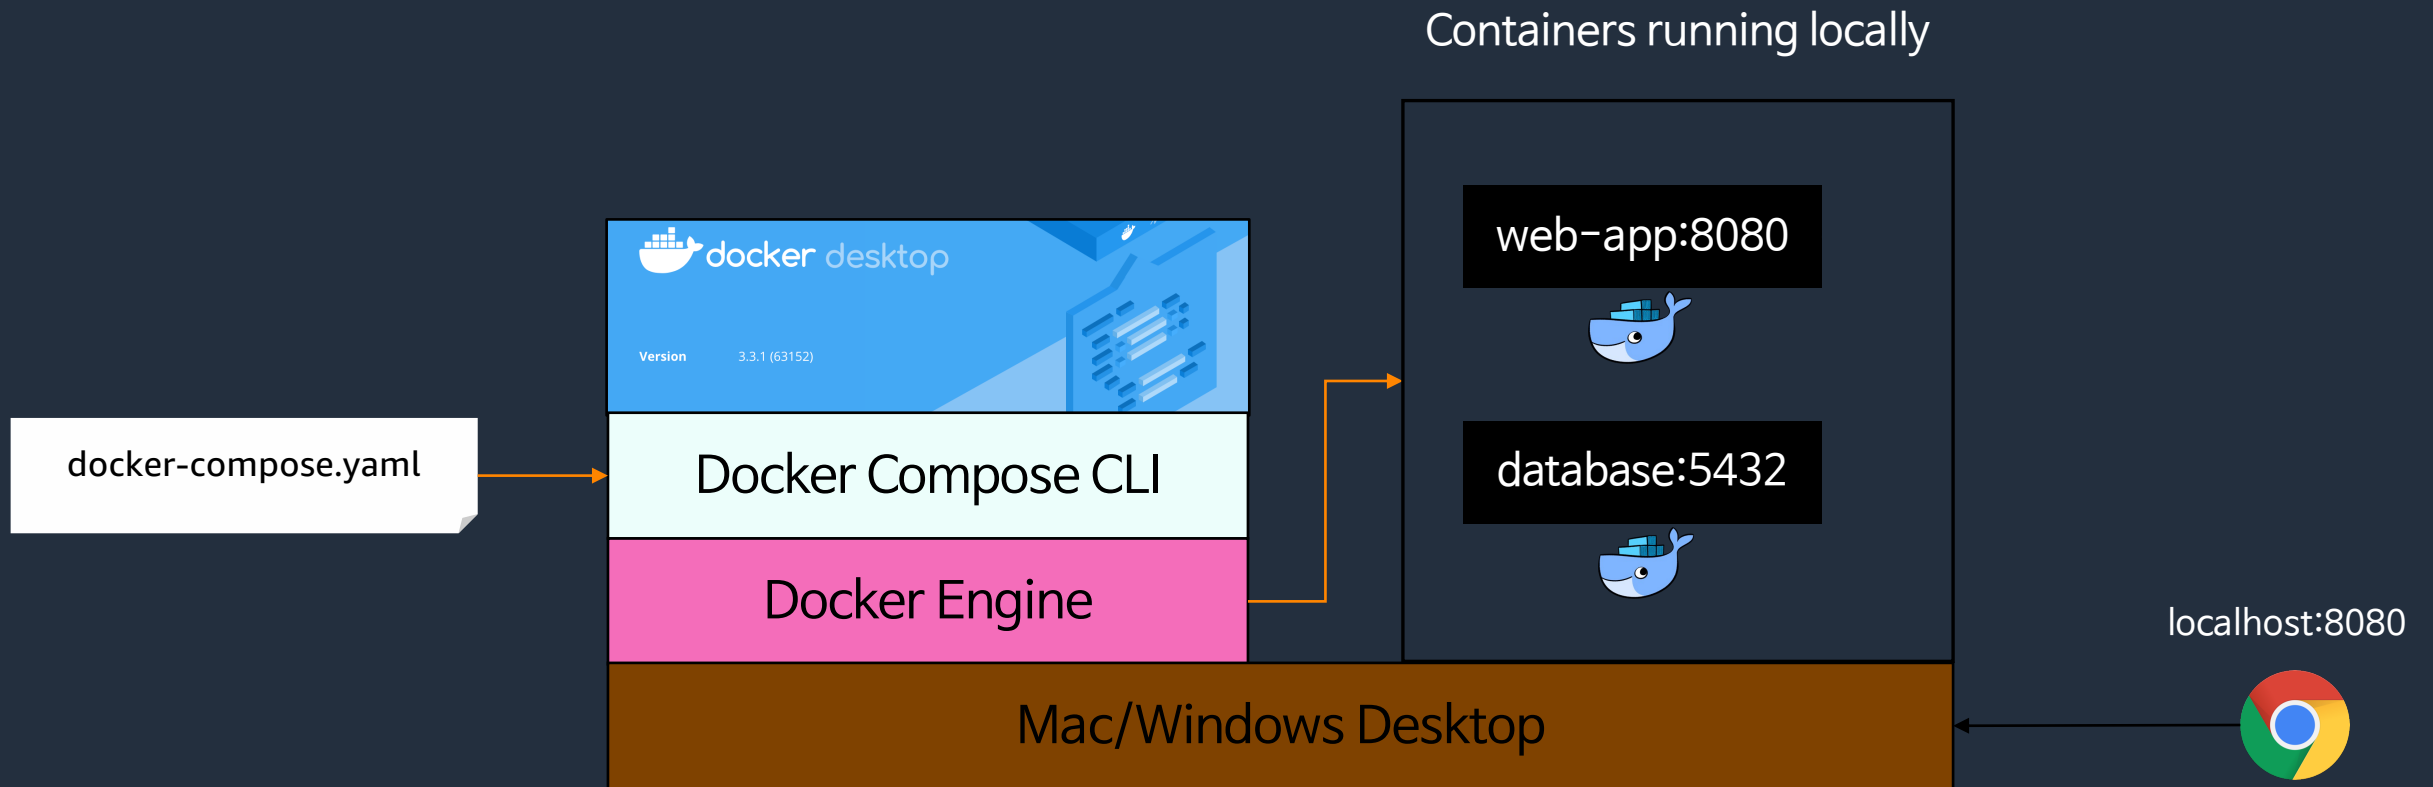 Containers running locally
web-app:8080
docker desktop
Version 3.3.1 (63152)
docker-compose.yaml
Docker Compose CLI
database:5432
Docker Engine
localhost:8080
Mac/Windows Desktop